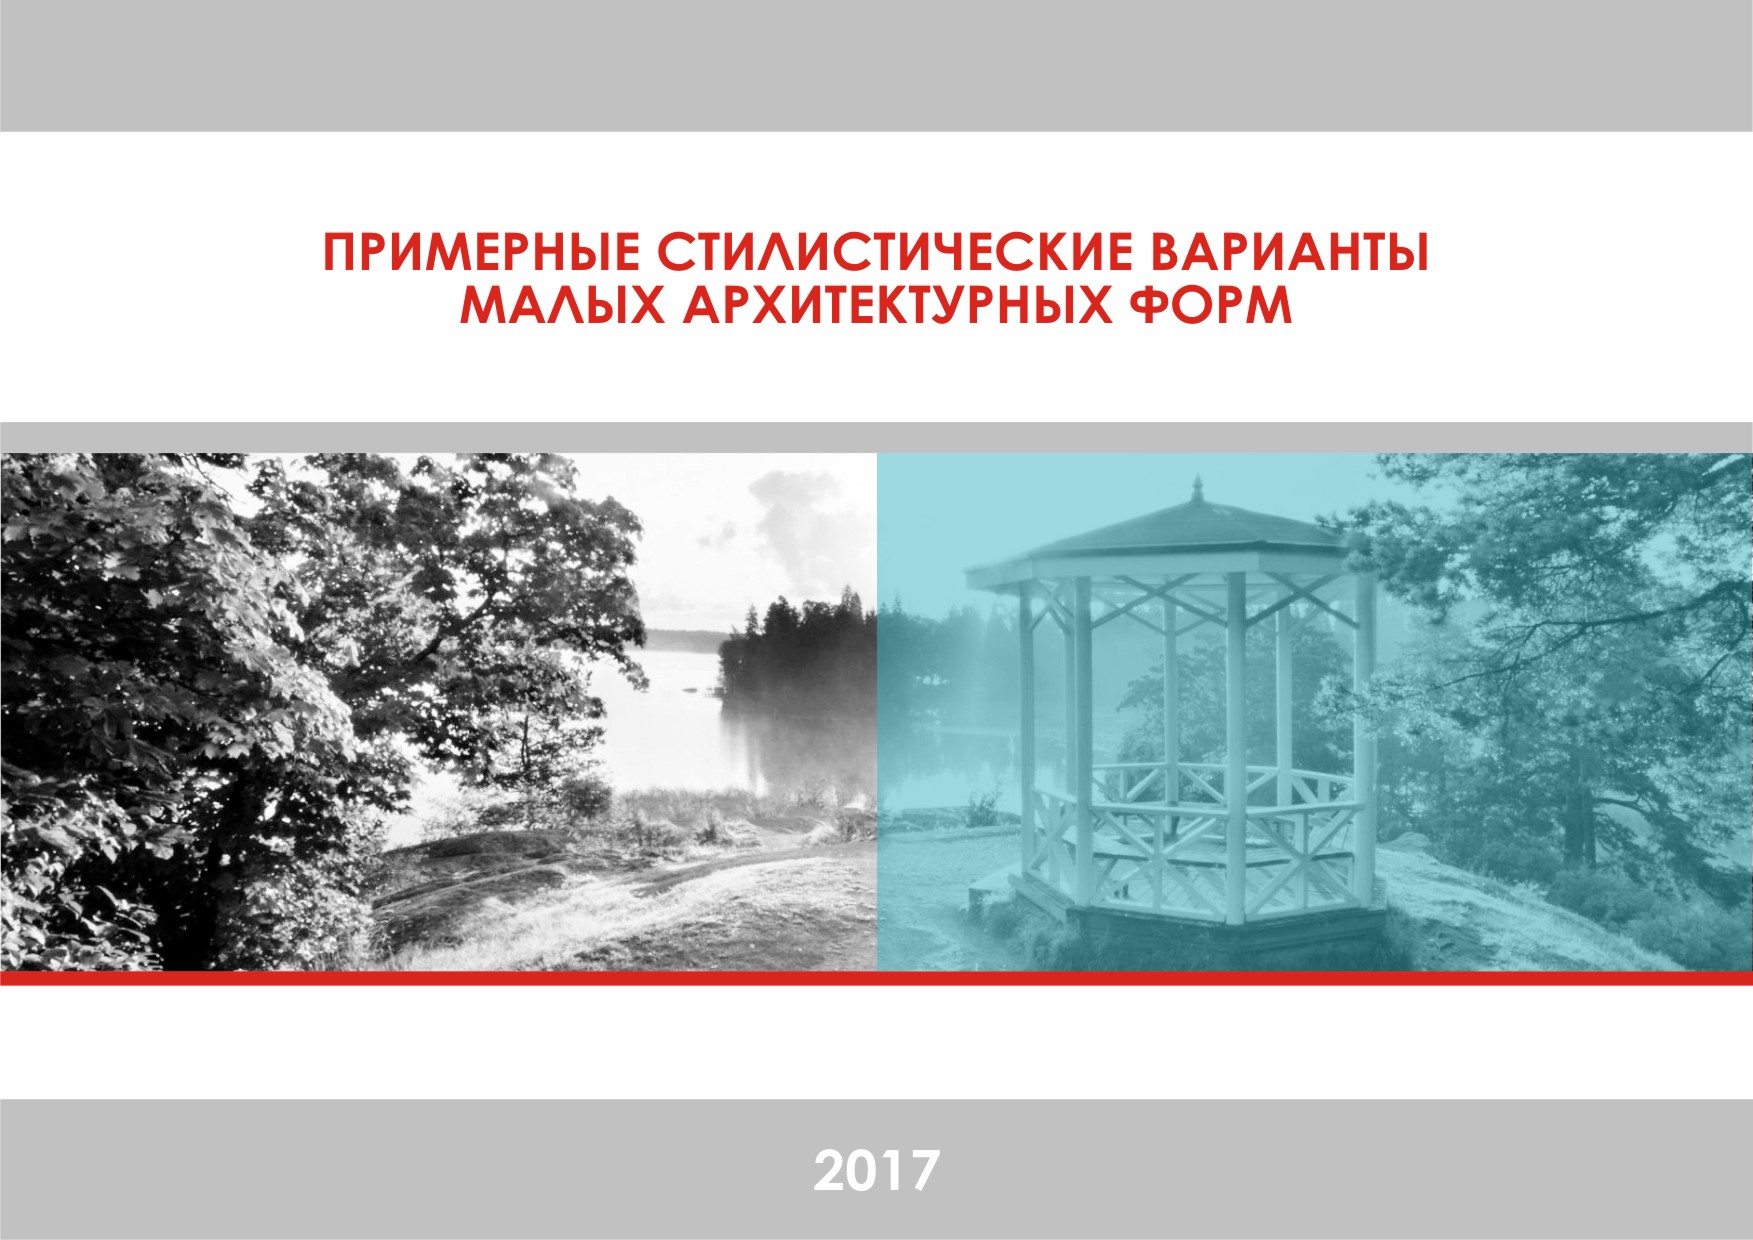 ПРИМЕРНЫЕ СТИЛИСТИЧЕСКИЕ ВАРИАНТЫ
МАЛЫХ АРХИТЕКТУРНЫХ ФОРМ
2017